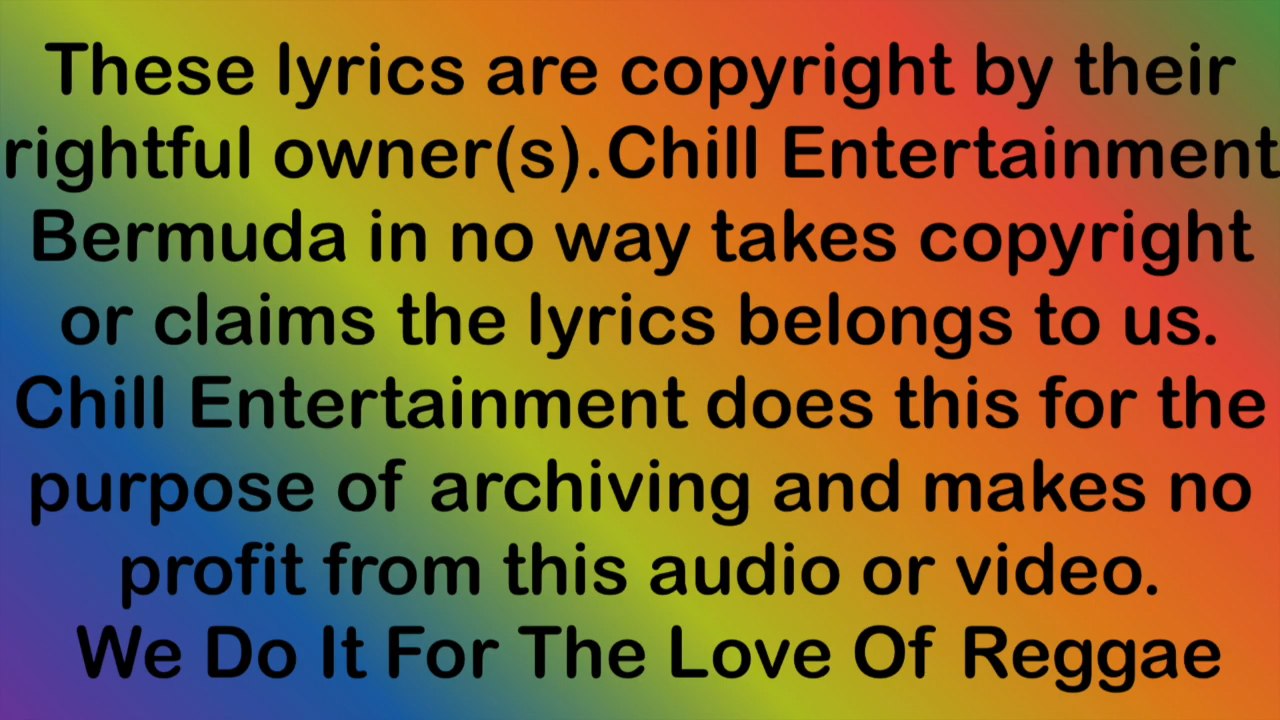 These lyrics are copyright by their
rightful owner(s).Chill Entertainment
Bermuda in no way takes copyright
or claims the lyrics belongs to us.
Chill Entertainment does this for the
purpose of archiving and makes no
profit from this audio or video.
We Do It For The Love Of Reggae